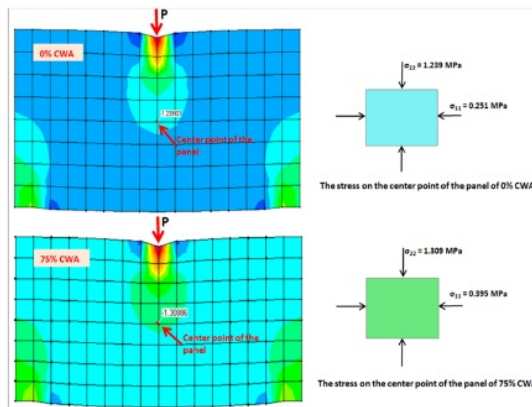 P
0% CWA
-1.23903
Center point of the
panel
σ22 = 1.239 MPa
σ11 = 0.251 MPa
The stress on the center point of the panel of 0% CWA
P
75% CWA
-1.30886
Center point of the
panel
σ22 = 1.309 MPa
σ11 = 0.395 MPa
The stress on the center point of the panel of 75% CWA